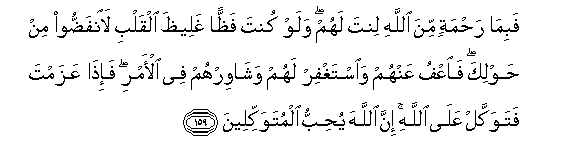 فَبِمَا رَحْمَةٍ مِّنَ ٱللَّهِ لِنتَ لَهُمْ ۖ وَلَوْ كُنتَ فَظًّا غَلِيظَ ٱلْقَلْبِ لَٱنفَضُّوا۟ مِنْ
حَوْلِكَ ۖ فَٱعْفُ عَنْهُمْ وَٱسْتَغْفِرْ لَهُمْ وَشَاوِرْهُمْ فِى ٱلْأَمْرِ ۖ فَإِذَا عَزَمْتَ
فَتَوَكَّلْ عَلَى ٱللَّهِ ۚ إِنَّ ٱللَّهَ يُحِبُّ ٱلْمُتَوَكِّلِينَ ١٥٩